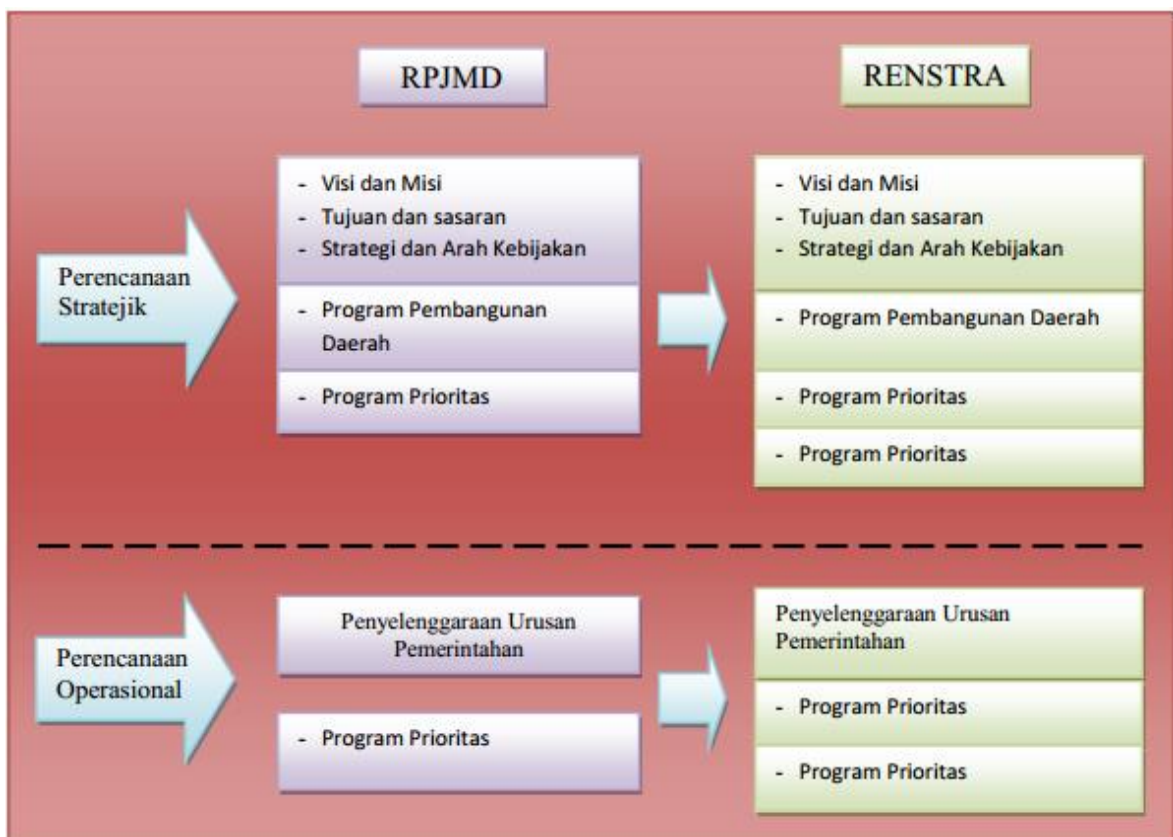 RPJMD
RENSTRA
Perencanaan
Stratejik
- Visi dan Misi
- Tujuan dan sasaran
- Strategi dan Arah Kebijakan
- Program Pembangunan
Daerah
- Program Prioritas
- Visi dan Misi
- Tujuan dan sasaran
- Strategi dan Arah Kebijakan
- Program Pembangunan Daerah
- Program Prioritas
- Program Prioritas
Perencanaan
Operasional
Penyelenggaraan Urusan
Pemerintahan
- Program Prioritas
Penyelenggaraan Urusan
Pemerintahan
- Program Prioritas
- Program Prioritas